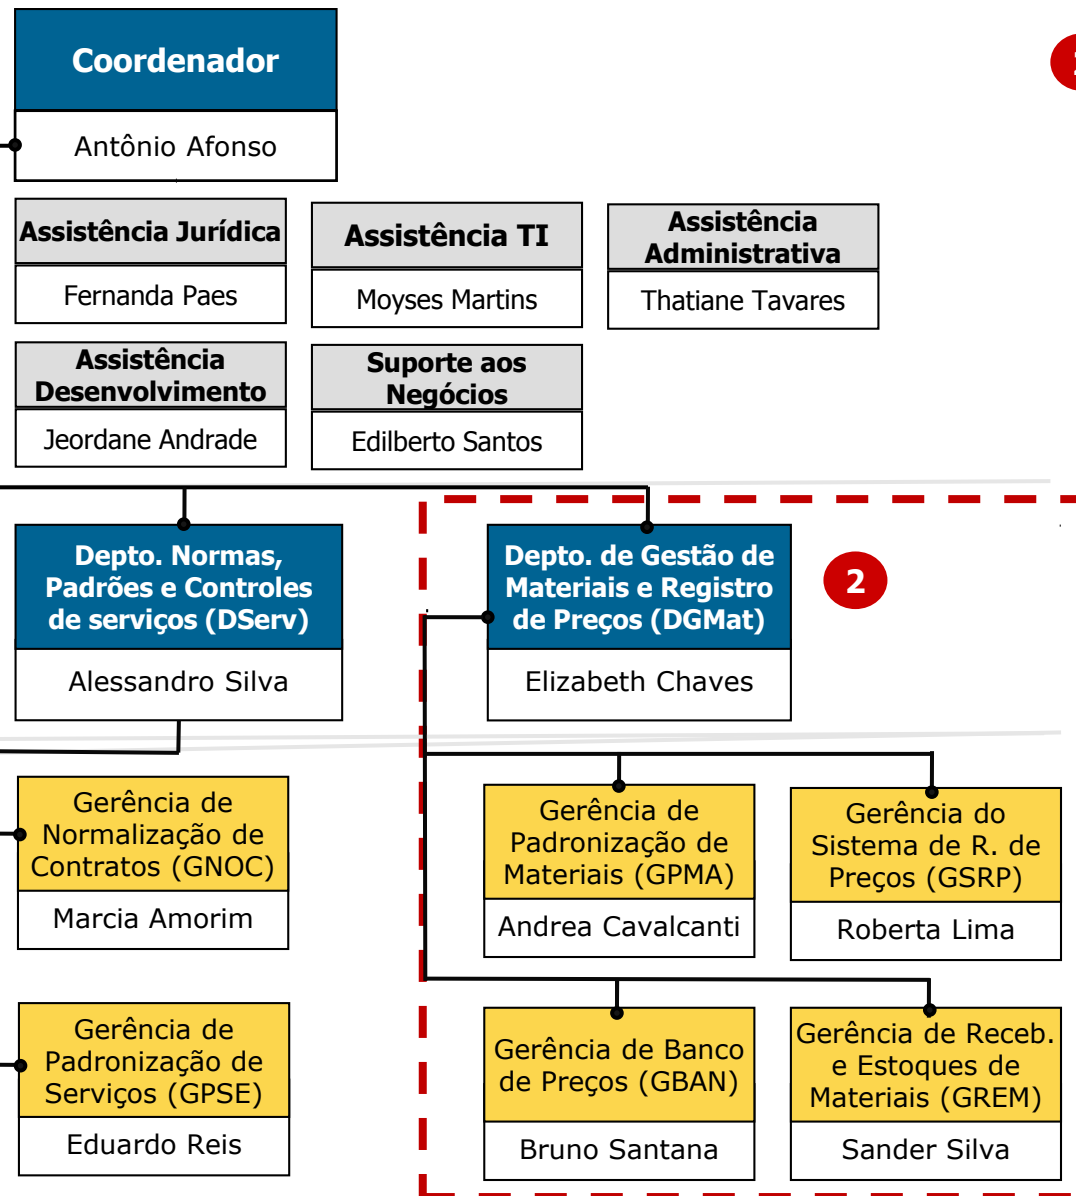 Coordenador
Antônio Afonso
Assistência Jurídica
Fernanda Paes
Assistência TI
Moyses Martins
Assistência
Administrativa
Thatiane Tavares
Assistência
Desenvolvimento
Jeordane Andrade
Suporte aos
Negócios
Edilberto Santos
Depto. Normas,
Padrões e Controles
de serviços (DServ)
Alessandro Silva
Depto. de Gestão de
Materiais e Registro
de Preços (DGMat)
Elizabeth Chaves
2
Gerência de
Normalização de
Contratos (GNOC)
Marcia Amorim
Gerência de
Padronização de
Materiais (GPMA)
Andrea Cavalcanti
Gerência do
Sistema de R. de
Preços (GSRP)
Roberta Lima
Gerência de
Padronização de
Serviços (GPSE)
Eduardo Reis
Gerência de Banco
de Preços (GBAN)
Bruno Santana
Gerência de Receb.
e Estoques de
Materiais (GREM)
Sander Silva